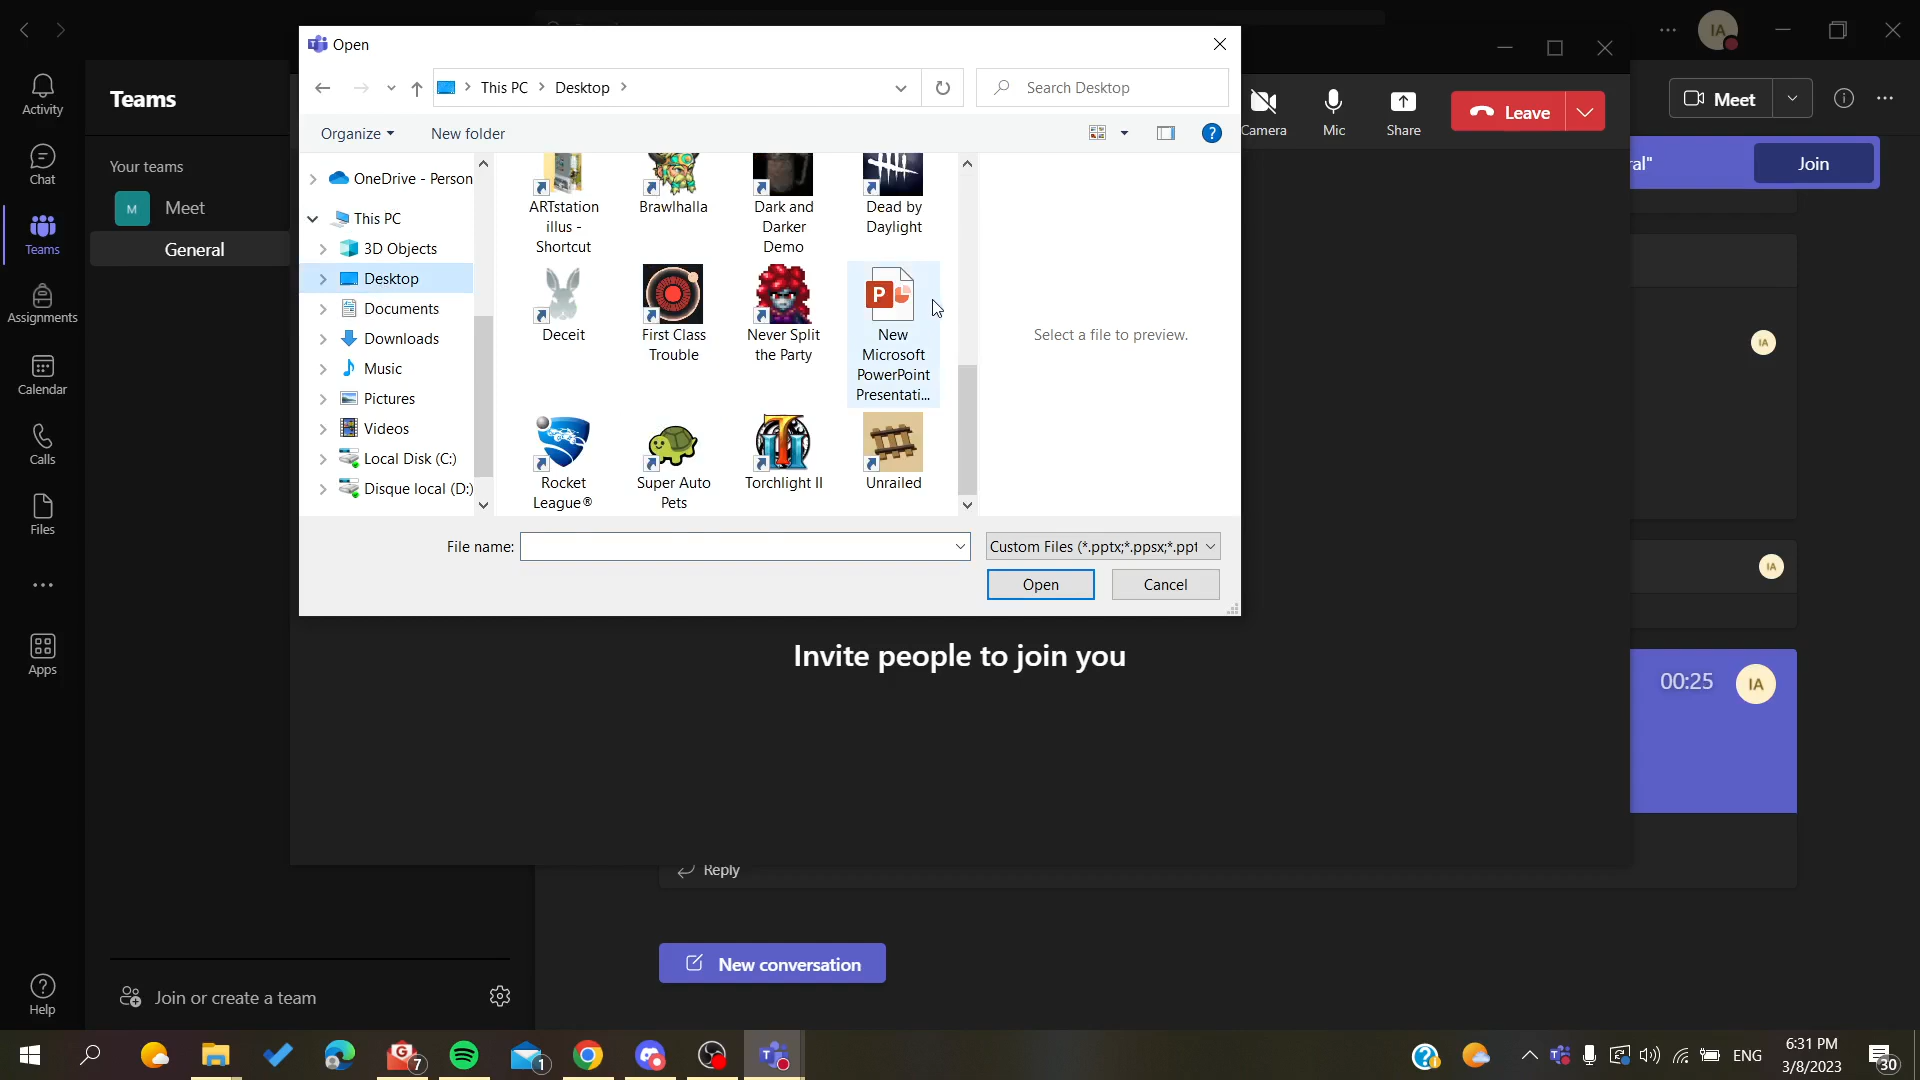 Open
This PC
Desktop
Search Desktop
Organize
New folder
OneDrive - Person
This PC
3D Objects
Desktop
Documents
Downloads
Music
Pictures
Videos
Local Disk (C:)
Disque local (D:)
ARTstation
illus -
Shortcut
Brawlhalla
Dark and
Darker
Demo
Dead by
Daylight
Deceit
First Class
Trouble
Never Split
the Party
New
Microsoft
PowerPoint
Presentati...
Rocket
League®
Super Auto
Pets
Torchlight II
Unrailed
Select a file to preview.
File name:
Custom Files (*.pptx;*.ppsx;*.ppt
Open
Cancel
Activity
Chat
Teams
Assignments
Calendar
Calls
Files
Apps
Help
Teams
Your teams
M
Meet
General
Join or create a team
Camera
Mic
Share
Leave
IA
Meet
ral"
Join
IA
IA
00:25
IA
Invite people to join you
Reply
New conversation
7
1
ENG
6:31 PM
3/8/2023
30